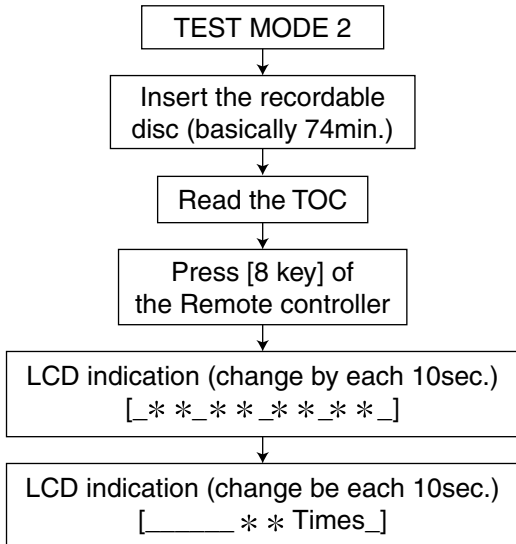 TEST MODE 2
Insert the recordable
disc (basically 74min.)
Read the TOC
Press [8 key] of
the Remote controller
LCD indication (change by each 10sec.)
[_* *_* *_* *_* *_]
LCD indication (change be each 10sec.)
[______ * * Times_]